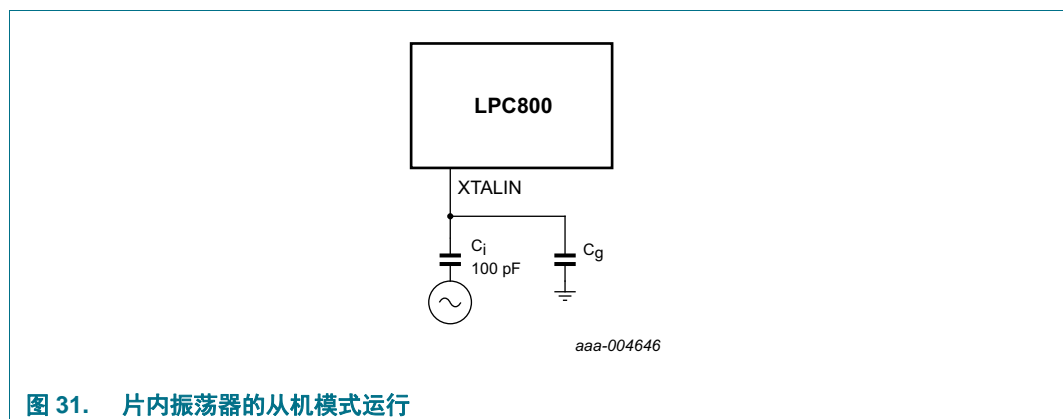 LPC800
XTALIN
Ci
100 pF
Cg
aaa-004646
图 31. 片内振荡器的从机模式运行